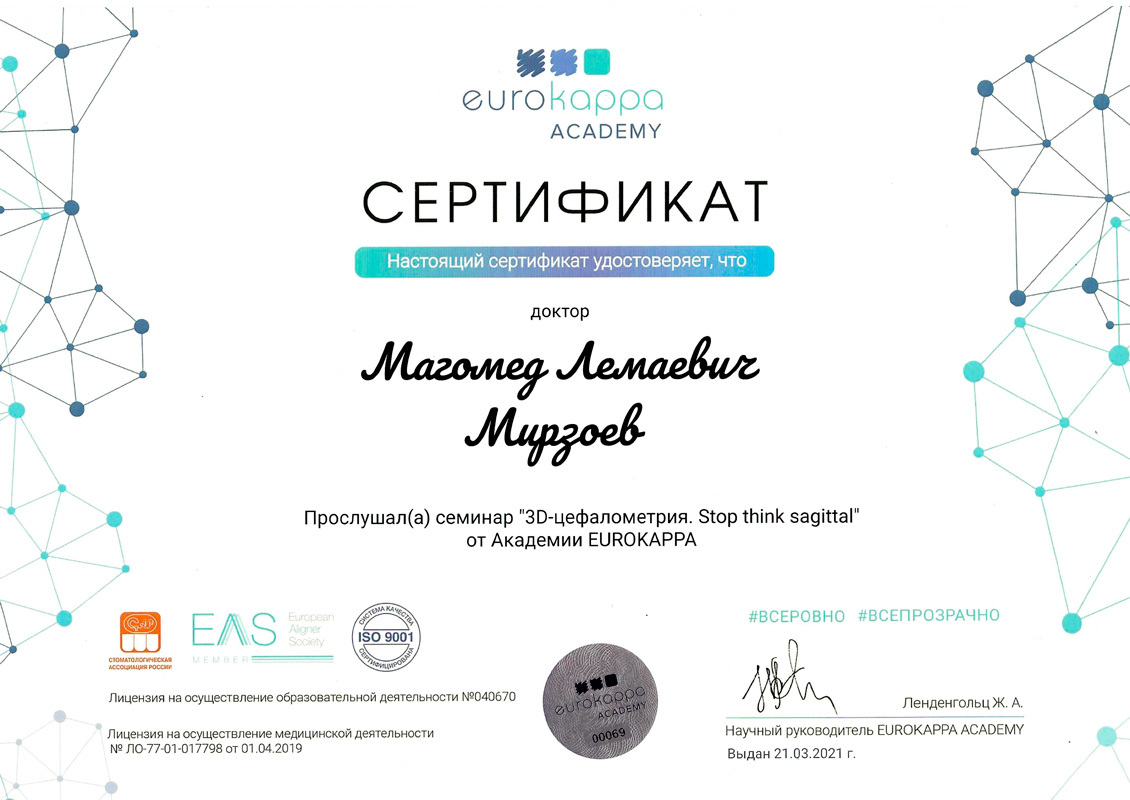 eurokappa
ACADEMY
СЕРТИФИКАТ
Настоящий сертификат удостоверяет, что
доктор
Магомед Лемаевич
Мирзоев
Прослушал(а) семинар "3D-цефалометрия. Stop think sagittal"
от Академии EUROKAPPA
#ВСЕРОВНО #ВСЕПРОЗРАЧНО
СТОМАТОЛОГИЧЕСКАЯ
АССОЦИАЦИЯ РОССИИ
EAS
European
Aligner
Society
MEMBER
СИСТЕМА КАЧЕСТВА
ISO 9001
СЕРТИФИЦИРОВАНА
Лицензия на осуществление образовательной деятельности №040670
Лицензия на осуществление медицинской деятельности
№ ЛО-77-01-017798 от 01.04.2019
eurokappa
ACADEMY
00069
Ленденгольц Ж. А.
Научный руководитель EUROKAPPA ACADEMY
Выдан 21.03.2021 г.